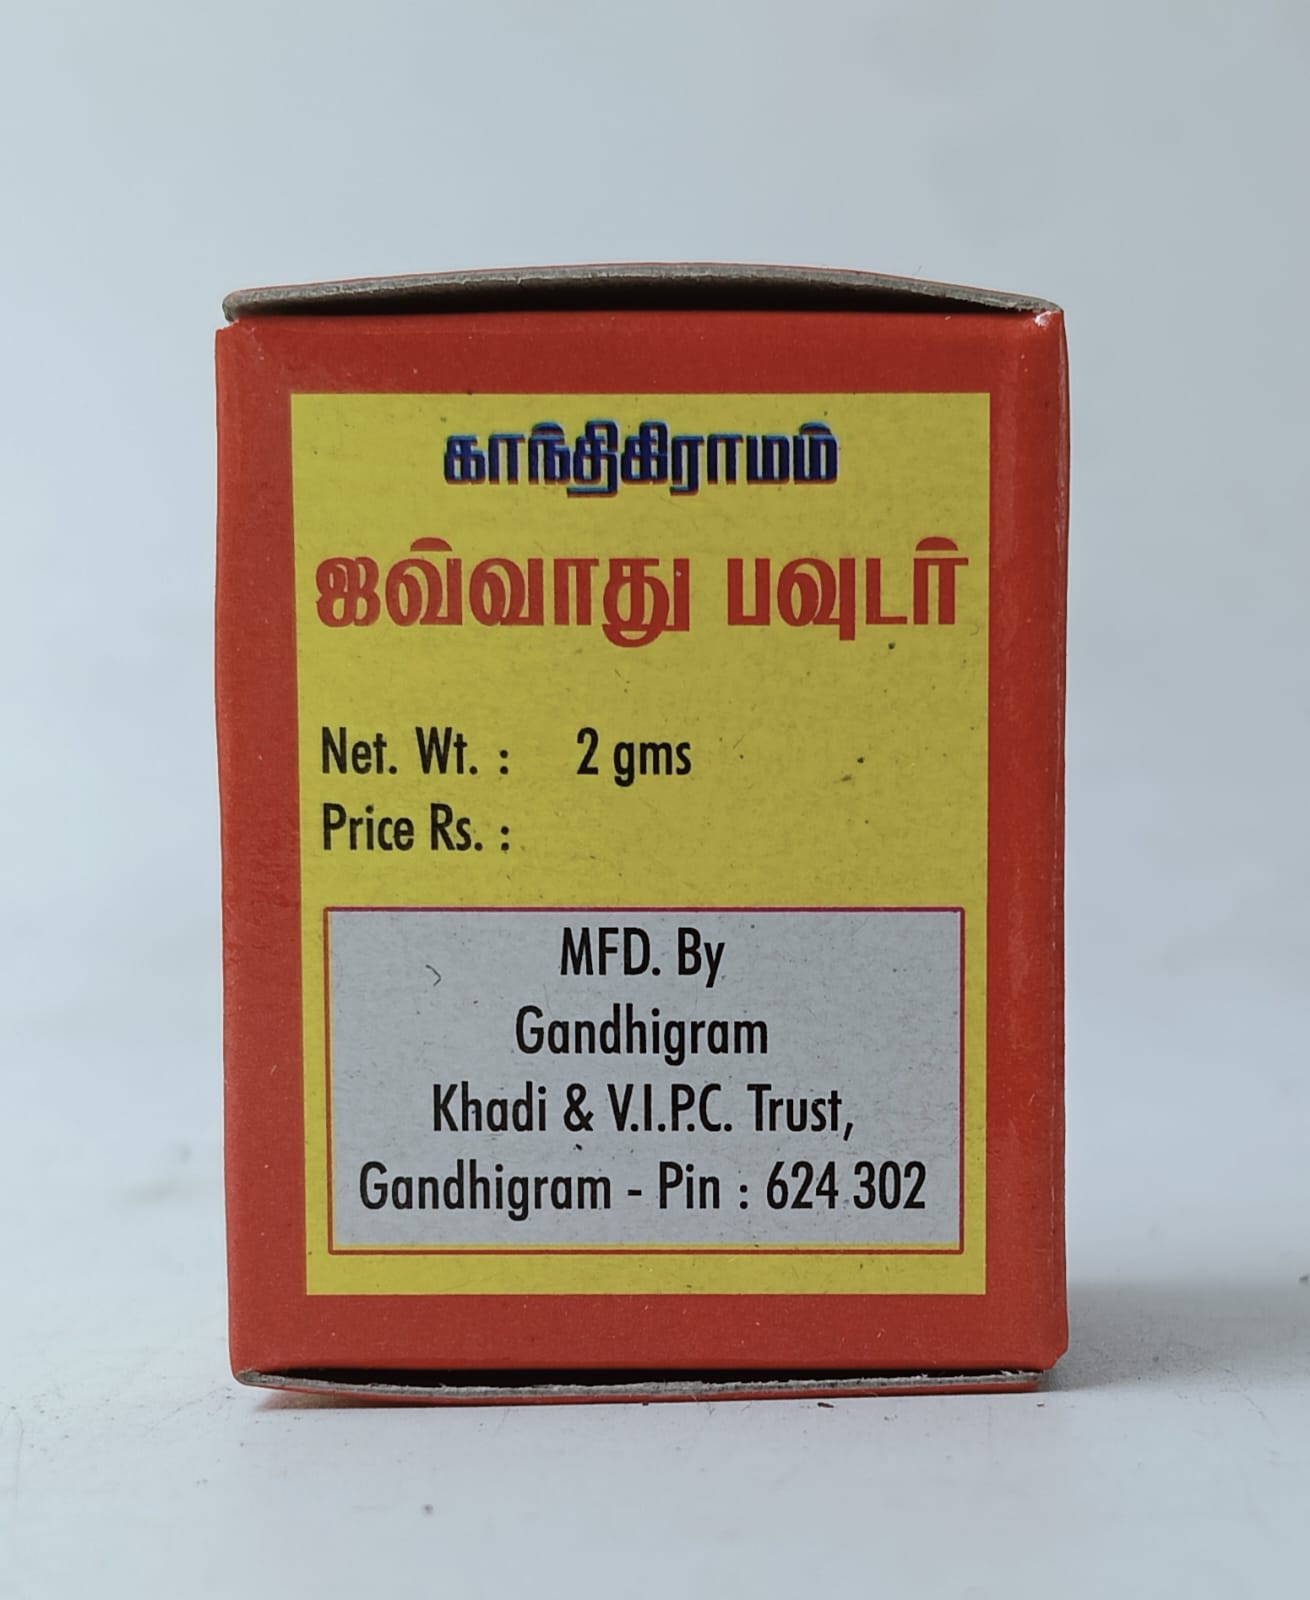 காந்திகிராமம்
ஜவ்வாது பவுடர்
Net. Wt. : 2 gms
Price Rs. :
MFD. By
Gandhigram
Khadi & V.I.P.C. Trust,
Gandhigram - Pin : 624 302